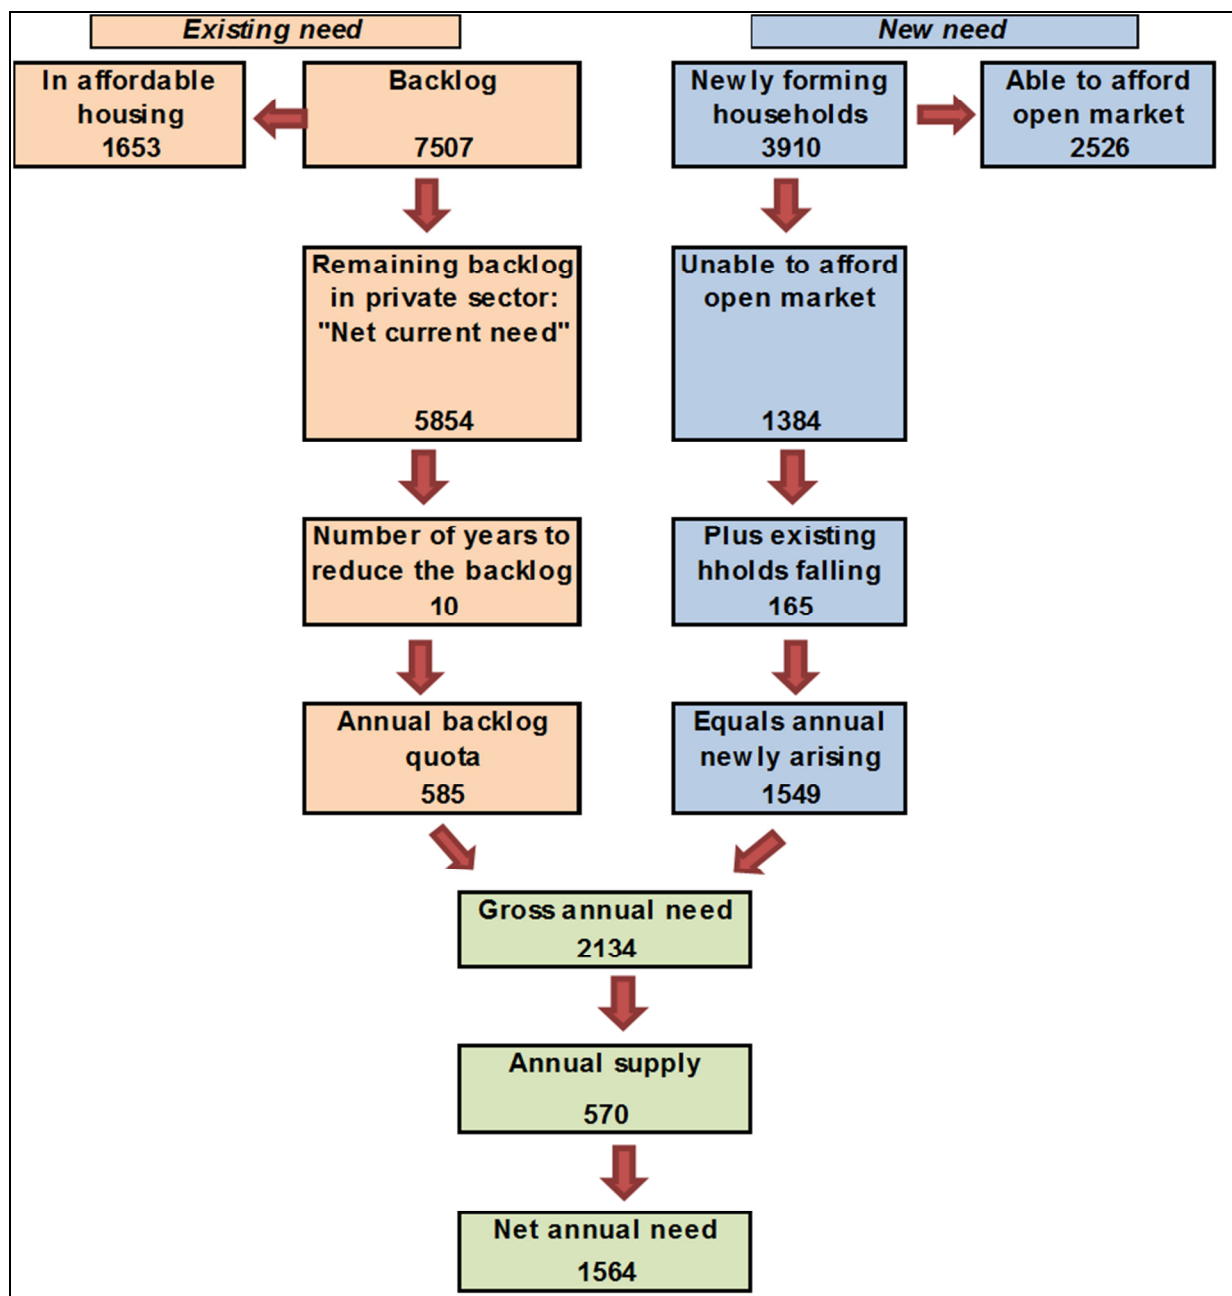 Existing need
New need
In affordable
housing
1653
Backlog
7507
Newly forming
households
3910
Able to afford
open market
2526
Remaining backlog
in private sector:
"Net current need"
5854
Unable to afford
open market
1384
Number of years to
reduce the backlog
10
Plus existing
hholds falling
165
Annual backlog
quota
585
Equals annual
newly arising
1549
Gross annual need
2134
Annual supply
570
Net annual need
1564